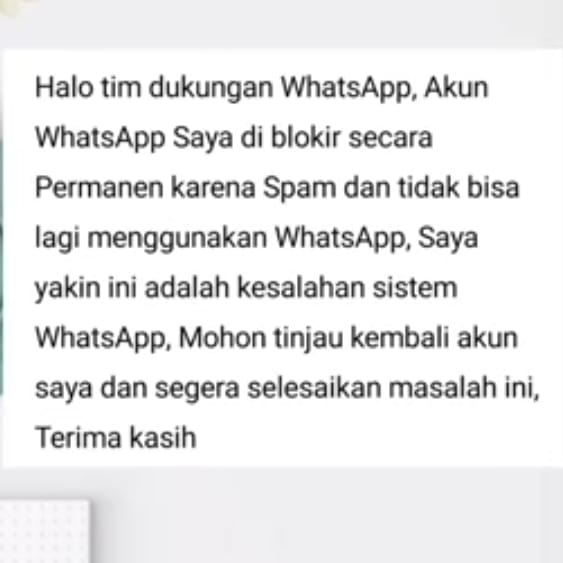 Halo tim dukungan WhatsApp, Akun
WhatsApp Saya di blokir secara
Permanen karena Spam dan tidak bisa
lagi menggunakan WhatsApp, Saya
yakin ini adalah kesalahan sistem
WhatsApp, Mohon tinjau kembali akun
saya dan segera selesaikan masalah ini,
Terima kasih